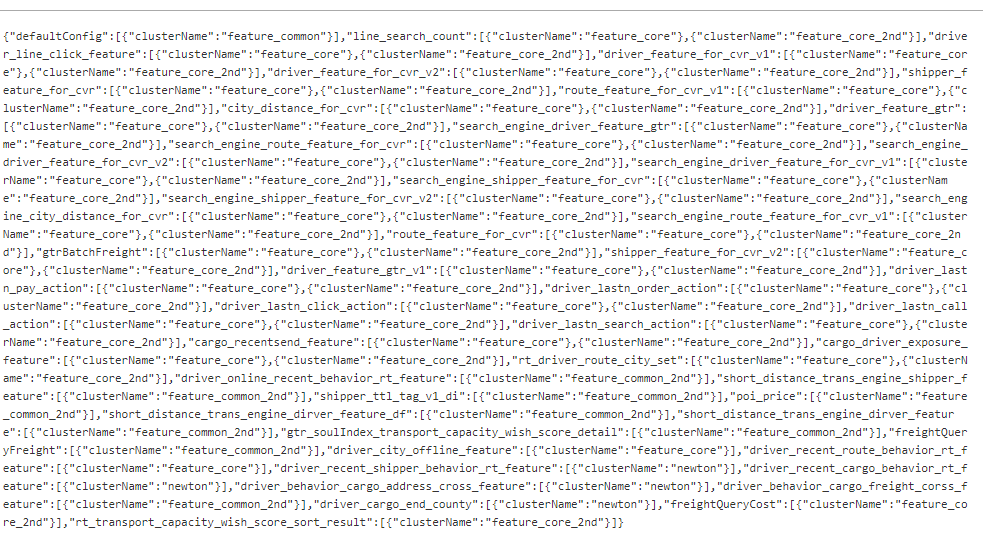 {"defaultConfig":[{"clusterName":"feature_common"}],"line_search_count":[{"clusterName":"feature_core"},{"clusterName":"feature_core_2nd"}],"drive
r_line_click_feature":[{"clusterName":"feature_core"},{"clusterName":"feature_core_2nd"}],"driver_feature_for_cvr_v1":[{"clusterName":"feature_cor
e"},{"clusterName":"feature_core_2nd"}],"driver_feature_for_cvr_v2":[{"clusterName":"feature_core"},{"clusterName":"feature_core_2nd"}],"shipper_f
eature_for_cvr":[{"clusterName":"feature_core"},{"clusterName":"feature_core_2nd"}],"route_feature_for_cvr_v1":[{"clusterName":"feature_core"},{"c
lusterName":"feature_core_2nd"}],"city_distance_for_cvr":[{"clusterName":"feature_core"},{"clusterName":"feature_core_2nd"}],"driver_feature_gtr":
[{"clusterName":"feature_core"},{"clusterName":"feature_core_2nd"}],"search_engine_driver_feature_gtr":[{"clusterName":"feature_core"},{"clusterNa
me":"feature_core_2nd"}],"search_engine_route_feature_for_cvr":[{"clusterName":"feature_core"},{"clusterName":"feature_core_2nd"}],"search_engine_
driver_feature_for_cvr_v2":[{"clusterName":"feature_core"},{"clusterName":"feature_core_2nd"}],"search_engine_driver_feature_for_cvr_v1":[{"cluste
rName":"feature_core"},{"clusterName":"feature_core_2nd"}],"search_engine_shipper_feature_for_cvr":[{"clusterName":"feature_core"},{"clusterNam
e":"feature_core_2nd"}],"search_engine_shipper_feature_for_cvr_v2":[{"clusterName":"feature_core"},{"clusterName":"feature_core_2nd"}],"search_eng
ine_city_distance_for_cvr":[{"clusterName":"feature_core"},{"clusterName":"feature_core_2nd"}],"search_engine_route_feature_for_cvr_v1":[{"cluster
Name":"feature_core"},{"clusterName":"feature_core_2nd"}],"route_feature_for_cvr":[{"clusterName":"feature_core"},{"clusterName":"feature_core_2n
d"}],"gtrBatchFreight":[{"clusterName":"feature_core"},{"clusterName":"feature_core_2nd"}],"shipper_feature_for_cvr_v2":[{"clusterName":"feature_c
ore"},{"clusterName":"feature_core_2nd"}],"driver_feature_gtr_v1":[{"clusterName":"feature_core"},{"clusterName":"feature_core_2nd"}],"driver_last
n_pay_action":[{"clusterName":"feature_core"},{"clusterName":"feature_core_2nd"}],"driver_lastn_order_action":[{"clusterName":"feature_core"},{"cl
usterName":"feature_core_2nd"}],"driver_lastn_click_action":[{"clusterName":"feature_core"},{"clusterName":"feature_core_2nd"}],"driver_lastn_call
_action":[{"clusterName":"feature_core"},{"clusterName":"feature_core_2nd"}],"driver_lastn_search_action":[{"clusterName":"feature_core"},{"cluste
rName":"feature_core_2nd"}],"cargo_recentsend_feature":[{"clusterName":"feature_core"},{"clusterName":"feature_core_2nd"}],"cargo_driver_exposure_
feature":[{"clusterName":"feature_core"},{"clusterName":"feature_core_2nd"}],"rt_driver_route_city_set":[{"clusterName":"feature_core"},{"clusterN
ame":"feature_core_2nd"}],"driver_online_recent_behavior_rt_feature":[{"clusterName":"feature_common_2nd"}],"short_distance_trans_engine_shipper_f
eature":[{"clusterName":"feature_common_2nd"}],"shipper_ttl_tag_v1_di":[{"clusterName":"feature_common_2nd"}],"poi_price":[{"clusterName":"feature
_common_2nd"}],"short_distance_trans_engine_dirver_feature_df":[{"clusterName":"feature_common_2nd"}],"short_distance_trans_engine_dirver_featur
e":[{"clusterName":"feature_common_2nd"}],"gtr_soulIndex_transport_capacity_wish_score_detail":[{"clusterName":"feature_common_2nd"}],"freightQuer
yFreight":[{"clusterName":"feature_common_2nd"}],"driver_city_offline_feature":[{"clusterName":"feature_core"}],"driver_recent_route_behavior_rt_f
eature":[{"clusterName":"feature_core"}],"driver_recent_shipper_behavior_rt_feature":[{"clusterName":"newton"}],"driver_recent_cargo_behavior_rt_f
eature":[{"clusterName":"newton"}],"driver_behavior_cargo_address_cross_feature":[{"clusterName":"newton"}],"driver_behavior_cargo_freight_corss_f
eature":[{"clusterName":"feature_common_2nd"}],"driver_cargo_end_county":[{"clusterName":"newton"}],"freightQueryCost":[{"clusterName":"feature_co
re_2nd"}],"rt_transport_capacity_wish_score_sort_result":[{"clusterName":"feature_core_2nd"}]}